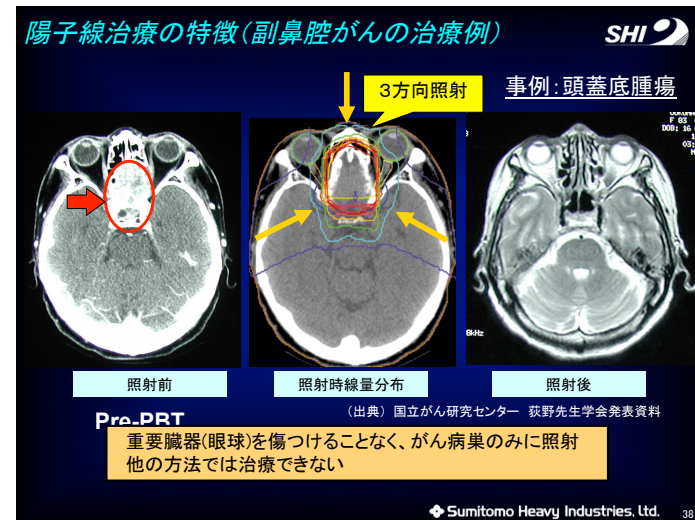 陽子線治療の特徴(副鼻腔がんの治療例)
SHI
3方向照射
事例:頭蓋底腫瘍
F 83
DOB: 16
03:
照射前
照射時線量分布
照射後
Pre-PBT
(出典) 国立がん研究センター 荻野先生学会発表資料
重要臓器(眼球)を傷つけることなく、がん病巣のみに照射
他の方法では治療できない
Sumitomo Heavy Industries, Ltd.
38